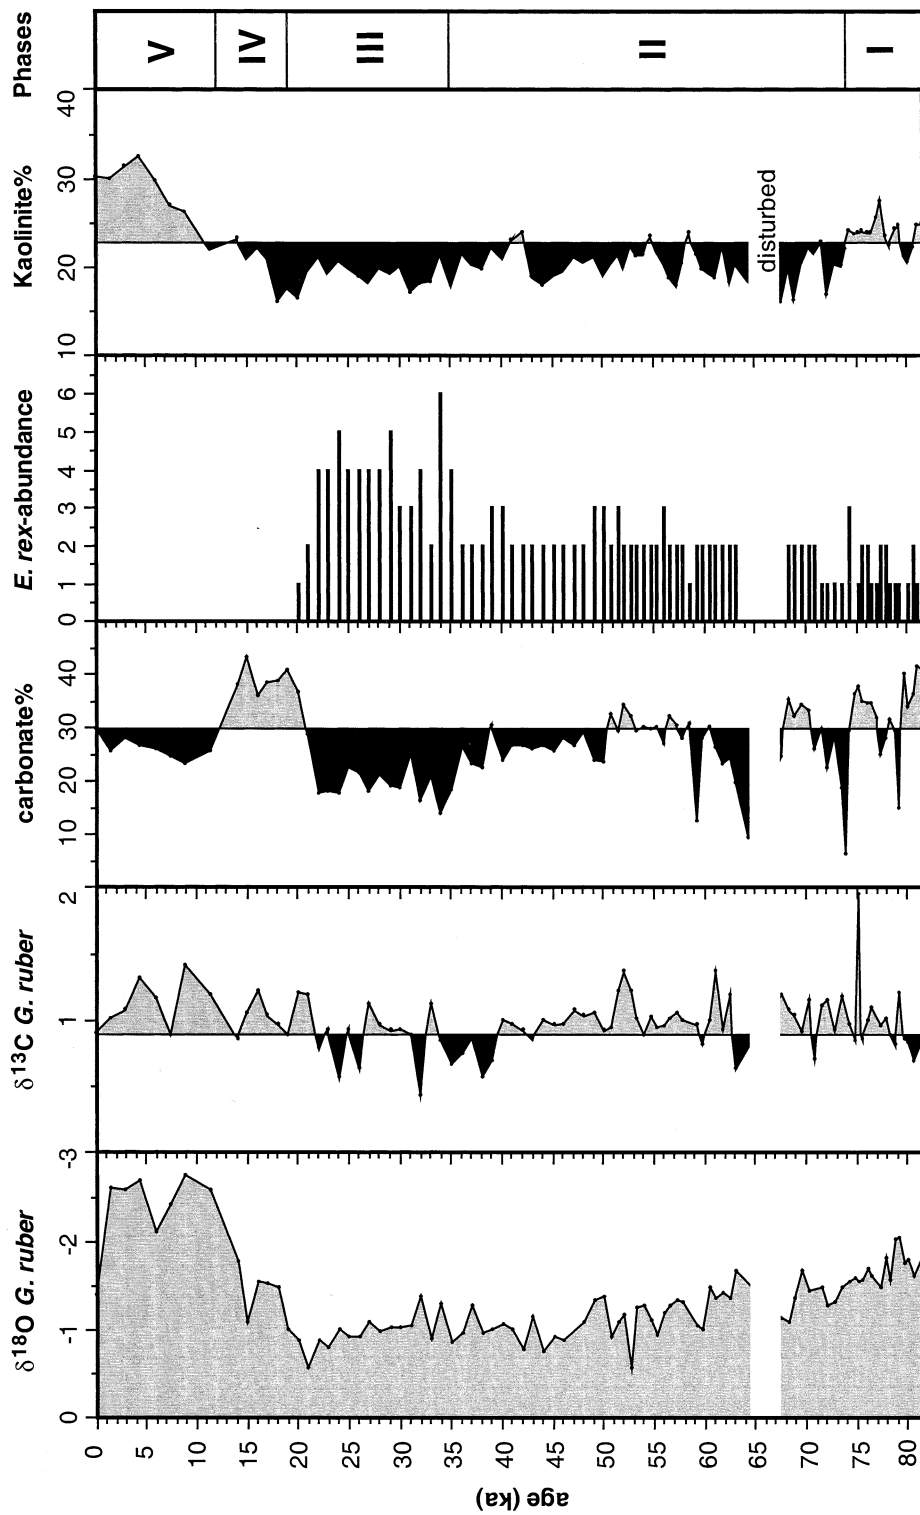 δ18O G. ruber
δ13C G. ruber
carbonate%
E. rex-abundance
Kaolinite%
Phases
0 -1 -2 -3
1 2
10 20 30 40
0 1 2 3 4 5 6
10 20 30 40
V
IV
III
II
I
disturbed
0
5
10
15
20
25
30
35
40
45
50
55
60
65
70
75
80
age (ka)